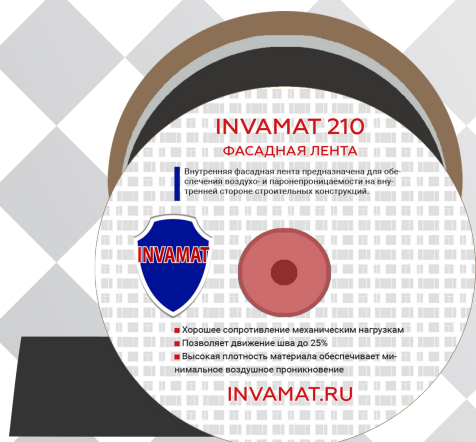 INVAMAT 210
ФАСАДНАЯ ЛЕНТА
Внутренняя фасадная лента предназначена для обе-
спечения воздухо- и паронепроницаемости на вну-
тренней стороне строительных конструкций.
INVAMAT
Хорошее сопротивление механическим нагрузкам
Позволяет движение шва до 25%
Высокая плотность материала обеспечивает ми-
нимальное воздушное проникновение
INVAMAT.RU